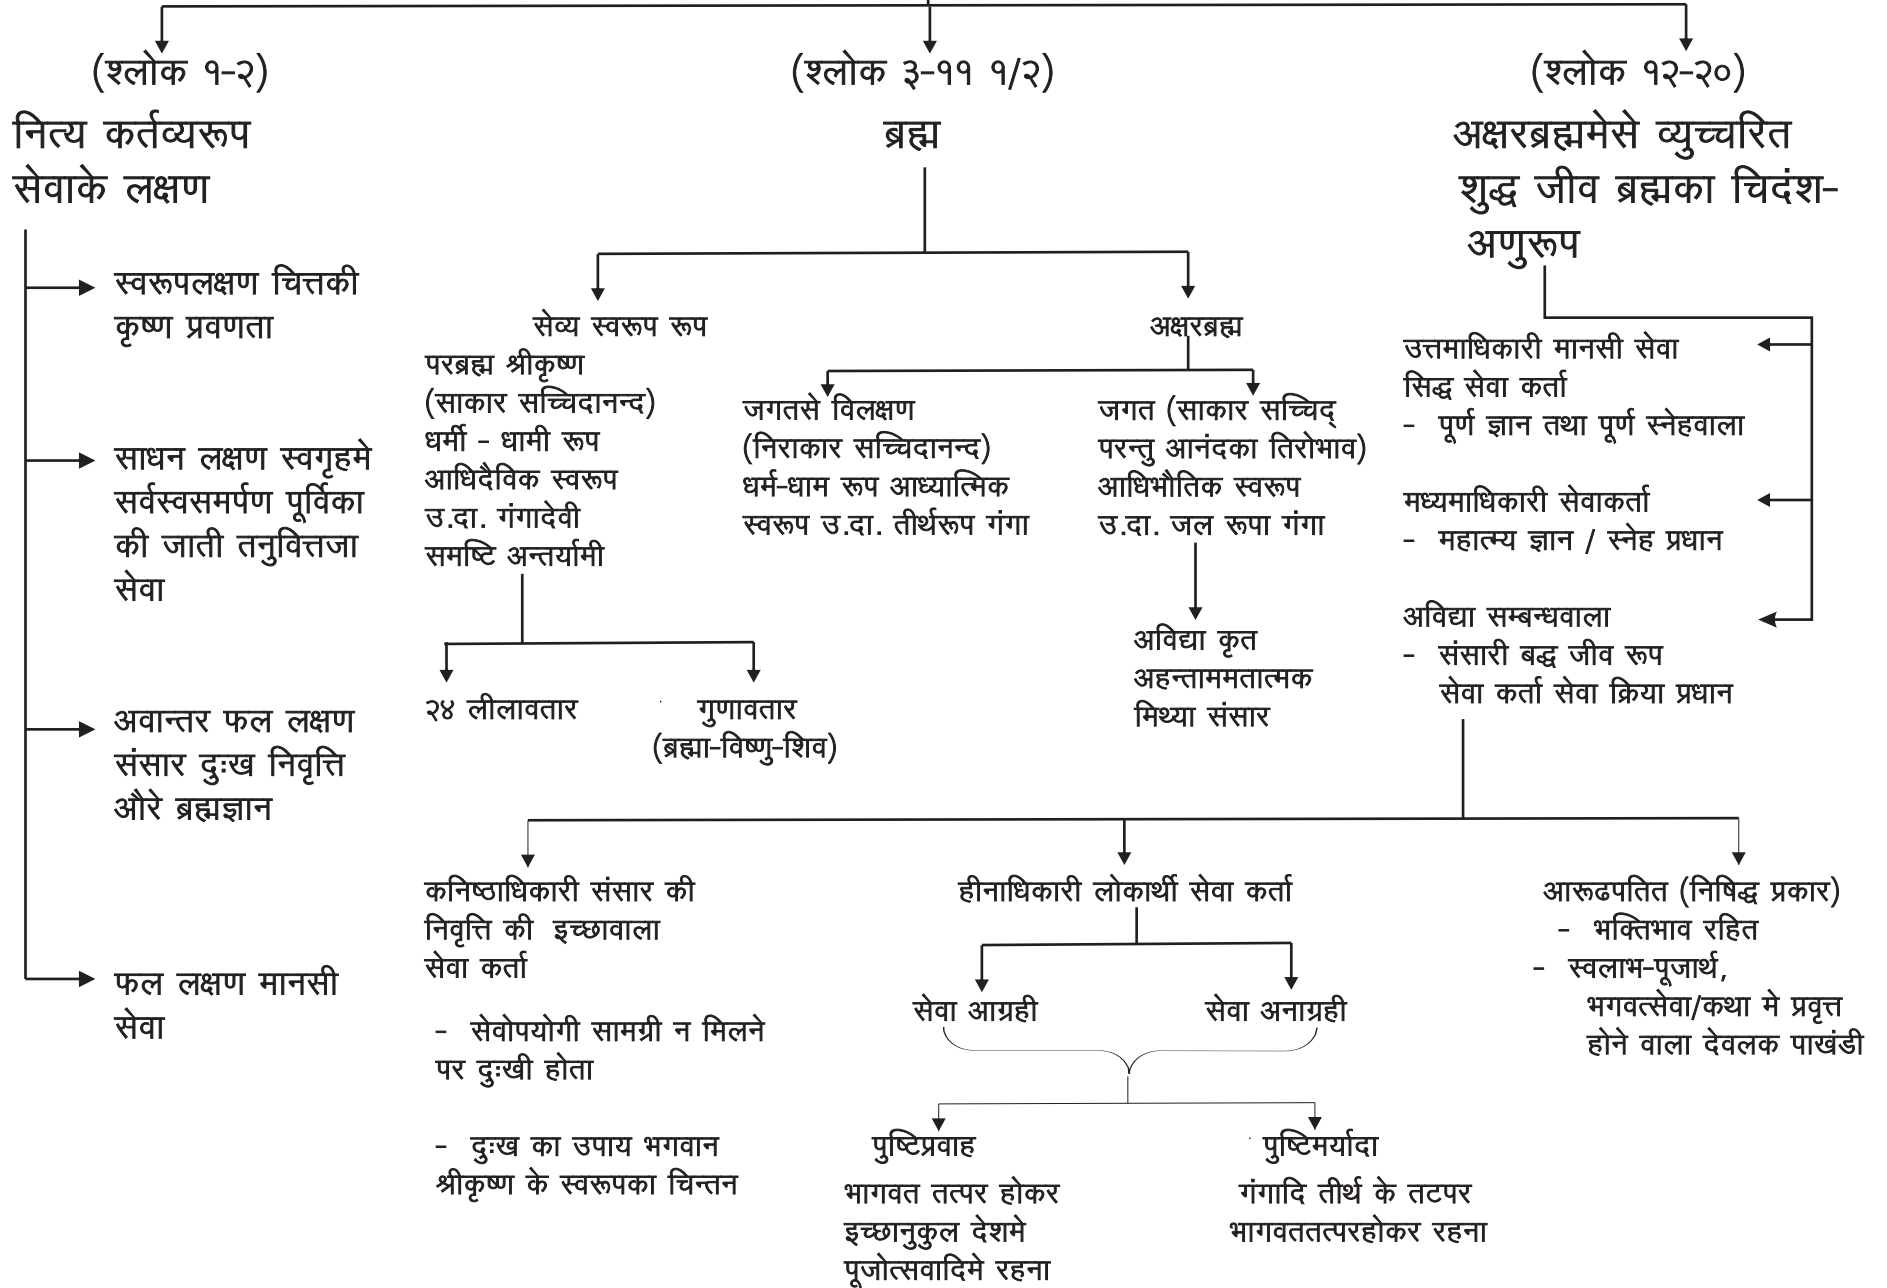 (श्लोक १-२)
नित्य कर्तव्यरूप
सेवाके लक्षण
स्वरूपलक्षण चित्तकी
कृष्ण प्रवणता
साधन लक्षण स्वगृहमे
सर्वस्वसमर्पण पूर्विका
की जाती तनुवित्तजा
सेवा
अवान्तर फल लक्षण
संसार दुःख निवृत्ति
औरे ब्रह्मज्ञान
फल लक्षण मानसी
सेवा
(श्लोक ३-११ १/२)
ब्रह्म
सेव्य स्वरूप रूप
परब्रह्म श्रीकृष्ण
(साकार सच्चिदानन्द)
धर्मी - धामी रूप
आधिदैविक स्वरूप
उ.दा. गंगादेवी
समष्टि अन्तर्यामी
२४ लीलावतार
गुणावतार
(ब्रह्मा-विष्णु-शिव)
अक्षरब्रह्म
जगतसे विलक्षण
(निराकार सच्चिदानन्द)
धर्म-धाम रूप आध्यात्मिक
स्वरूप उ.दा. तीर्थरूप गंगा
जगत (साकार सच्चिद्
परन्तु आनंदका तिरोभाव)
आधिभौतिक स्वरूप
उ.दा. जल रूपा गंगा
अविद्या कृत
अहन्ताममतात्मक
मिथ्या संसार
(श्लोक १२-२०)
अक्षरब्रह्ममेसे व्युच्चरित
शुद्ध जीव ब्रह्मका चिदंश-
अणुरूप
उत्तमाधिकारी मानसी सेवा
सिद्ध सेवा कर्ता
- पूर्ण ज्ञान तथा पूर्ण स्नेहवाला
मध्यमाधिकारी सेवाकर्ता
- महात्म्य ज्ञान / स्नेह प्रधान
अविद्या सम्बन्धवाला
- संसारी बद्ध जीव रूप
सेवा कर्ता सेवा क्रिया प्रधान
कनिष्ठाधिकारी संसार की
निवृत्ति की इच्छावाला
सेवा कर्ता
- सेवोपयोगी सामग्री न मिलने
पर दुःखी होता
- दुःख का उपाय भगवान
श्रीकृष्ण के स्वरूपका चिन्तन
हीनाधिकारी लोकार्थी सेवा कर्ता
सेवा आग्रही
सेवा अनाग्रही
पुष्टिप्रवाह
भागवत तत्पर होकर
इच्छानुकुल देशमे
पूजोत्सवादिमे रहना
पुष्टिमर्यादा
गंगादि तीर्थ के तटपर
भागवततत्परहोकर रहना
आरूढपतित (निषिद्ध प्रकार)
- भक्तिभाव रहित
- स्वलाभ-पूजार्थ,
भगवत्सेवा/कथा मे प्रवृत्त
होने वाला देवलक पाखंडी